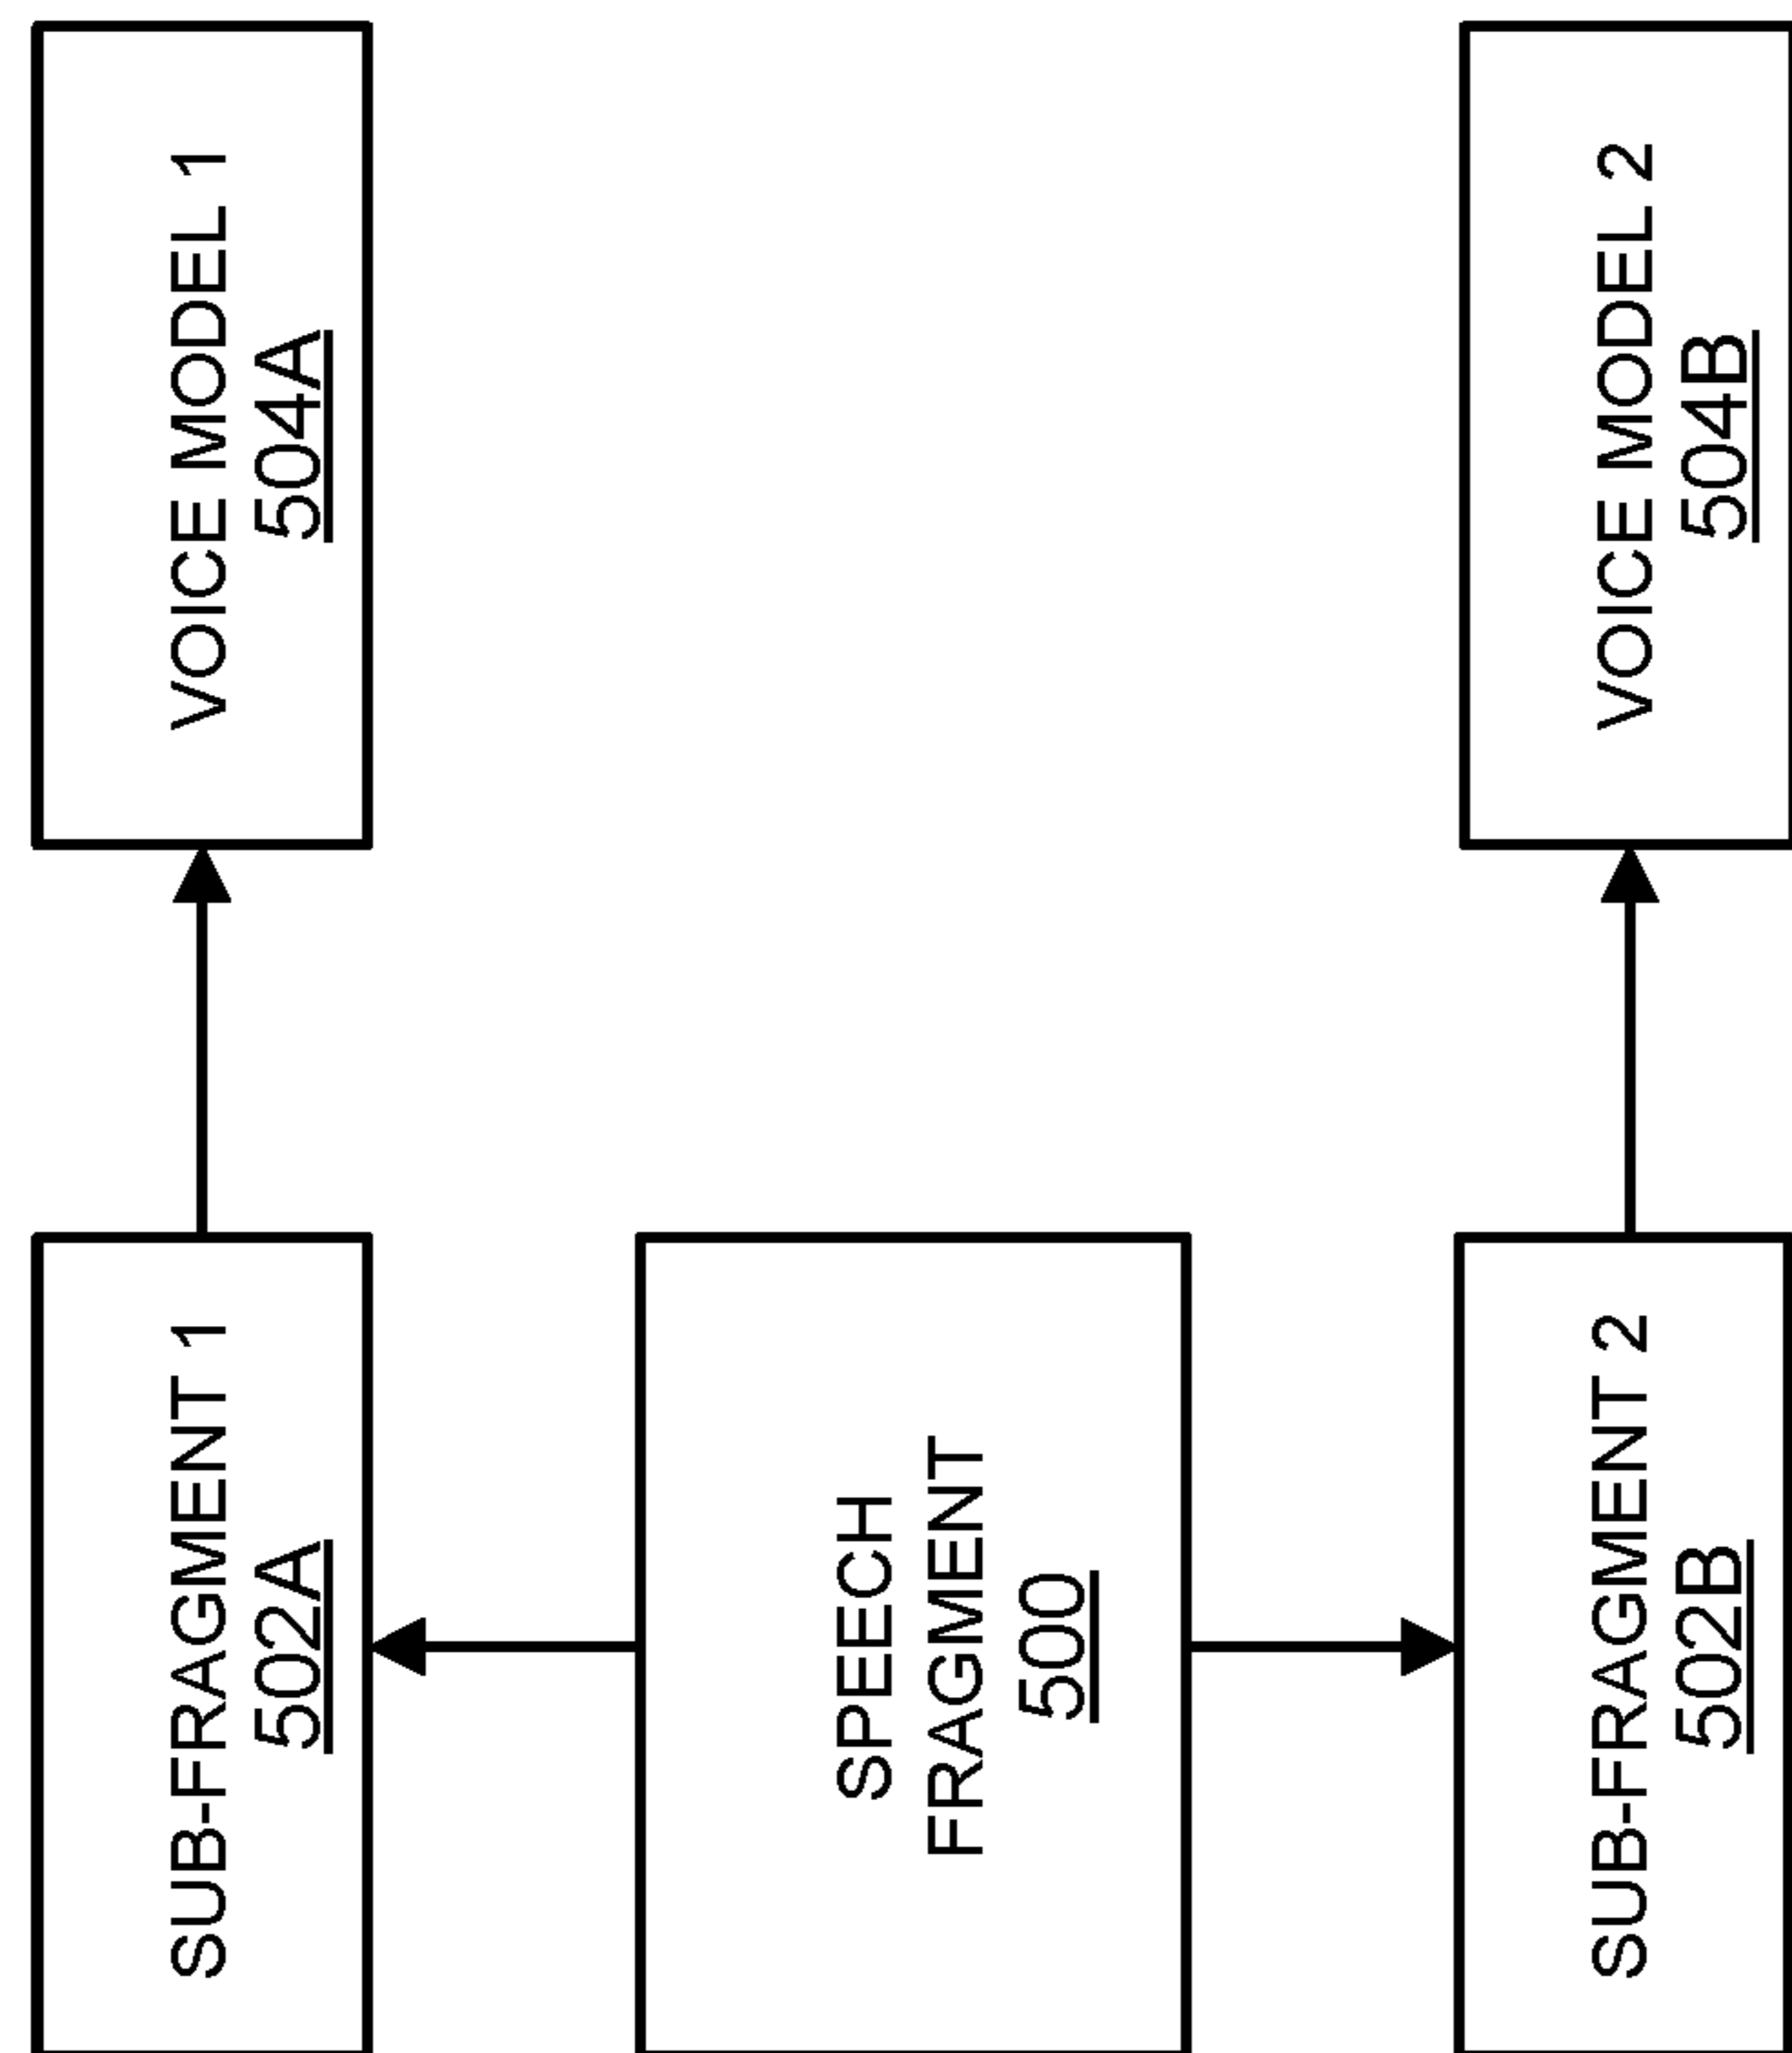 SUB-FRAGMENT 1
502A
VOICE MODEL 1
504A
SPEECH
FRAGMENT
500
SUB-FRAGMENT 2
502B
VOICE MODEL 2
504B